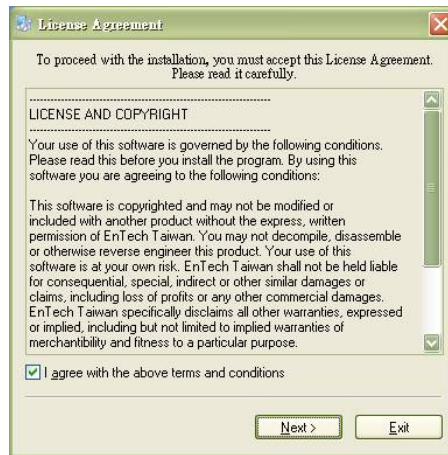 License Agreement
To proceed with the installation, you must accept this License Agreement.
Please read it carefully.
----------------------------------------------------------------
LICENSE AND COPYRIGHT
----------------------------------------------------------------
Your use of this software is governed by the following conditions.
Please read this before you install the program. By using this
software you are agreeing to the following conditions:
This software is copyrighted and may not be modified or
included with another product without the express, written
permission of EnTech Taiwan. You may not decompile, disassemble
or otherwise reverse engineer this product. Your use of this
software is at your own risk. EnTech Taiwan shall not be held liable
for consequential, special, indirect or other similar damages or
claims, including loss of profits or any other commercial damages.
EnTech Taiwan specifically disclaims all other warranties, expressed
or implied, including but not limited to implied warranties of
merchantibility and fitness to a particular purpose.
I agree with the above terms and conditions
Next >
Exit